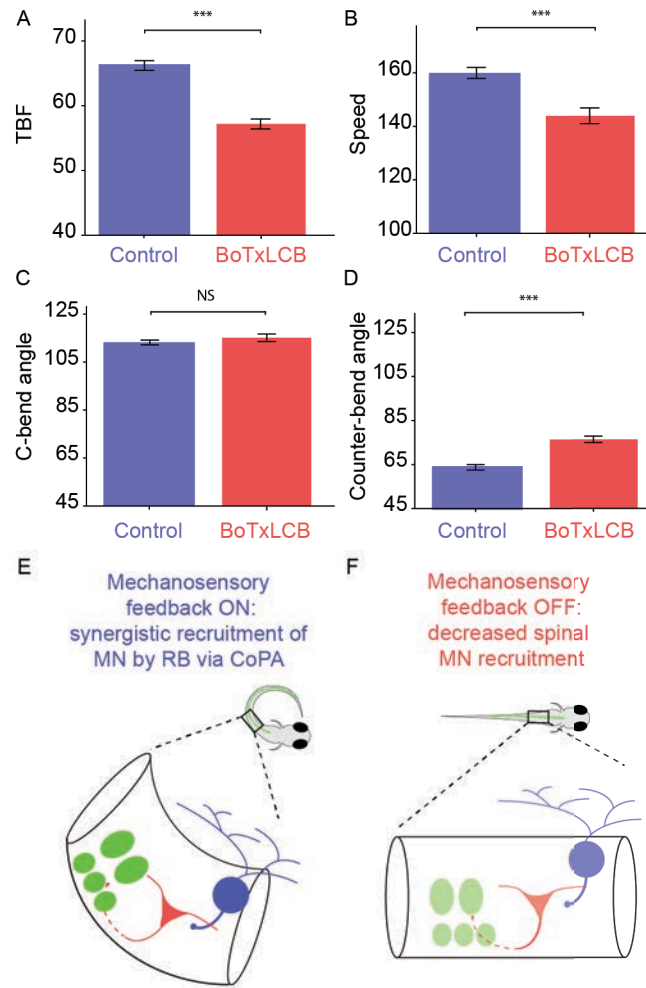 A
***
TBF
70
60
50
40
Control
BoTxLCB
B
***
Speed
160
140
120
100
Control
BoTxLCB
C
NS
C-bend angle
125
105
85
65
45
Control
BoTxLCB
D
***
Counter-bend angle
125
105
85
65
45
Control
BoTxLCB
E
Mechanosensory
feedback ON:
synergistic recruitment of
MN by RB via CoPA
F
Mechanosensory
feedback OFF:
decreased spinal
MN recruitment